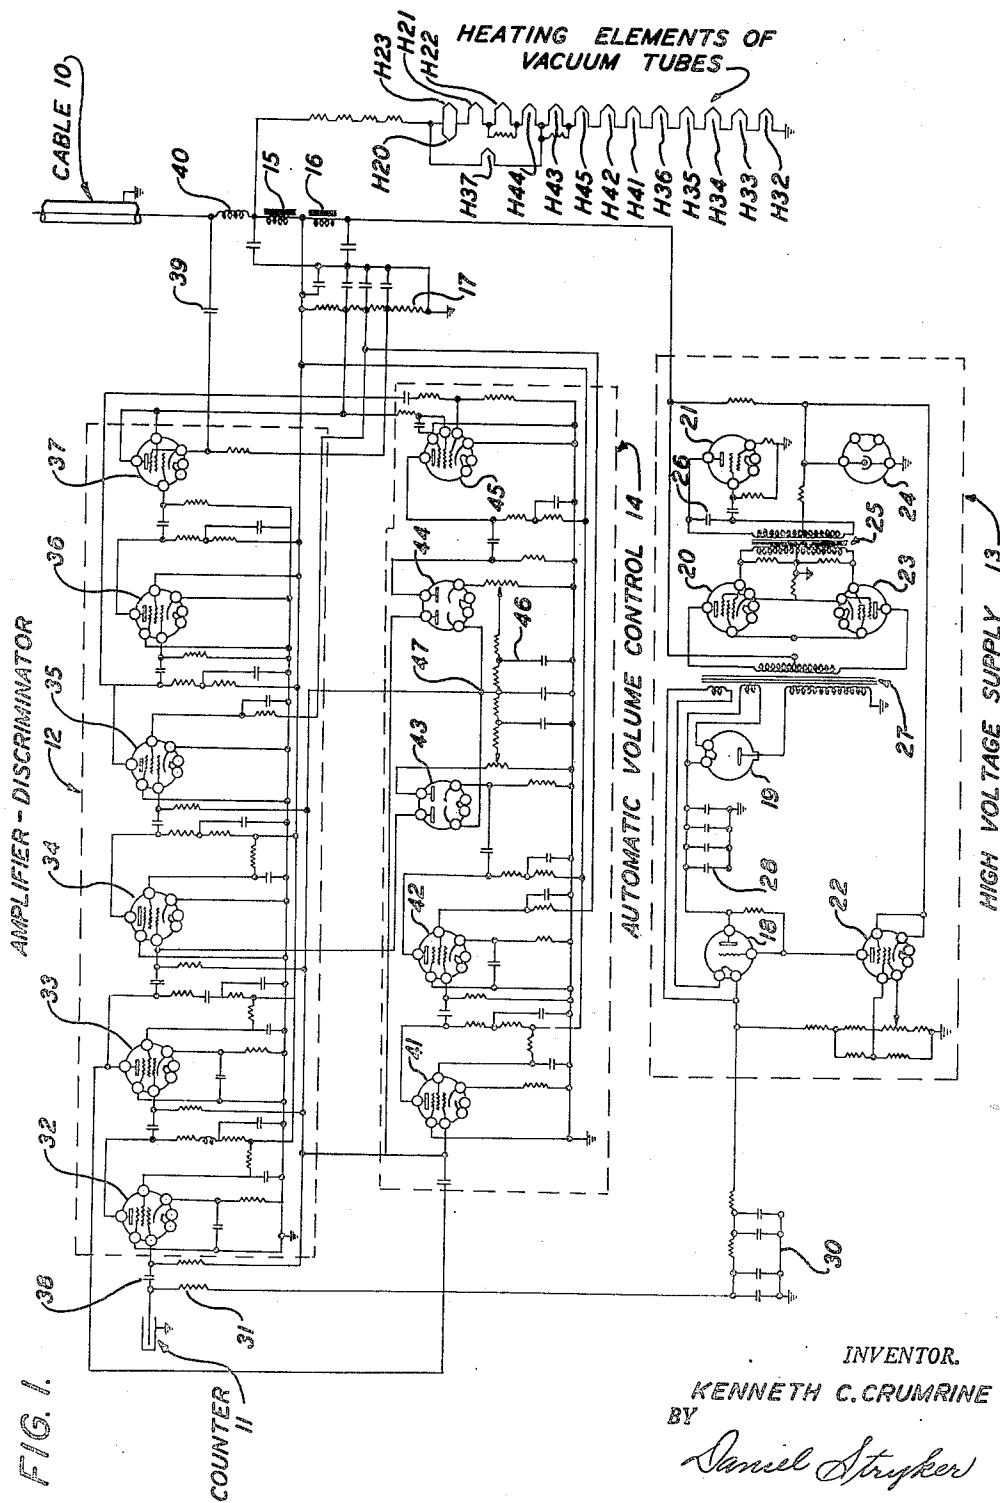 FIG. 1.
COUNTER
11
38
31
AMPLIFIER-DISCRIMINATOR
12
32
33
34
35
36
37
39
CABLE 10
40
15
16
17
HEATING ELEMENTS OF
VACUUM TUBES
H23
H21
H22
H20
H37
H44
H43
H45
H42
H41
H36
H35
H34
H33
H32
41
42
43
47
44
46
45
AUTOMATIC VOLUME CONTROL 14
30
18
28
19
22
27
20
23
25
26
21
24
HIGH VOLTAGE SUPPLY 13
INVENTOR.
KENNETH C. CRUMRINE
BY
Daniel Stryker